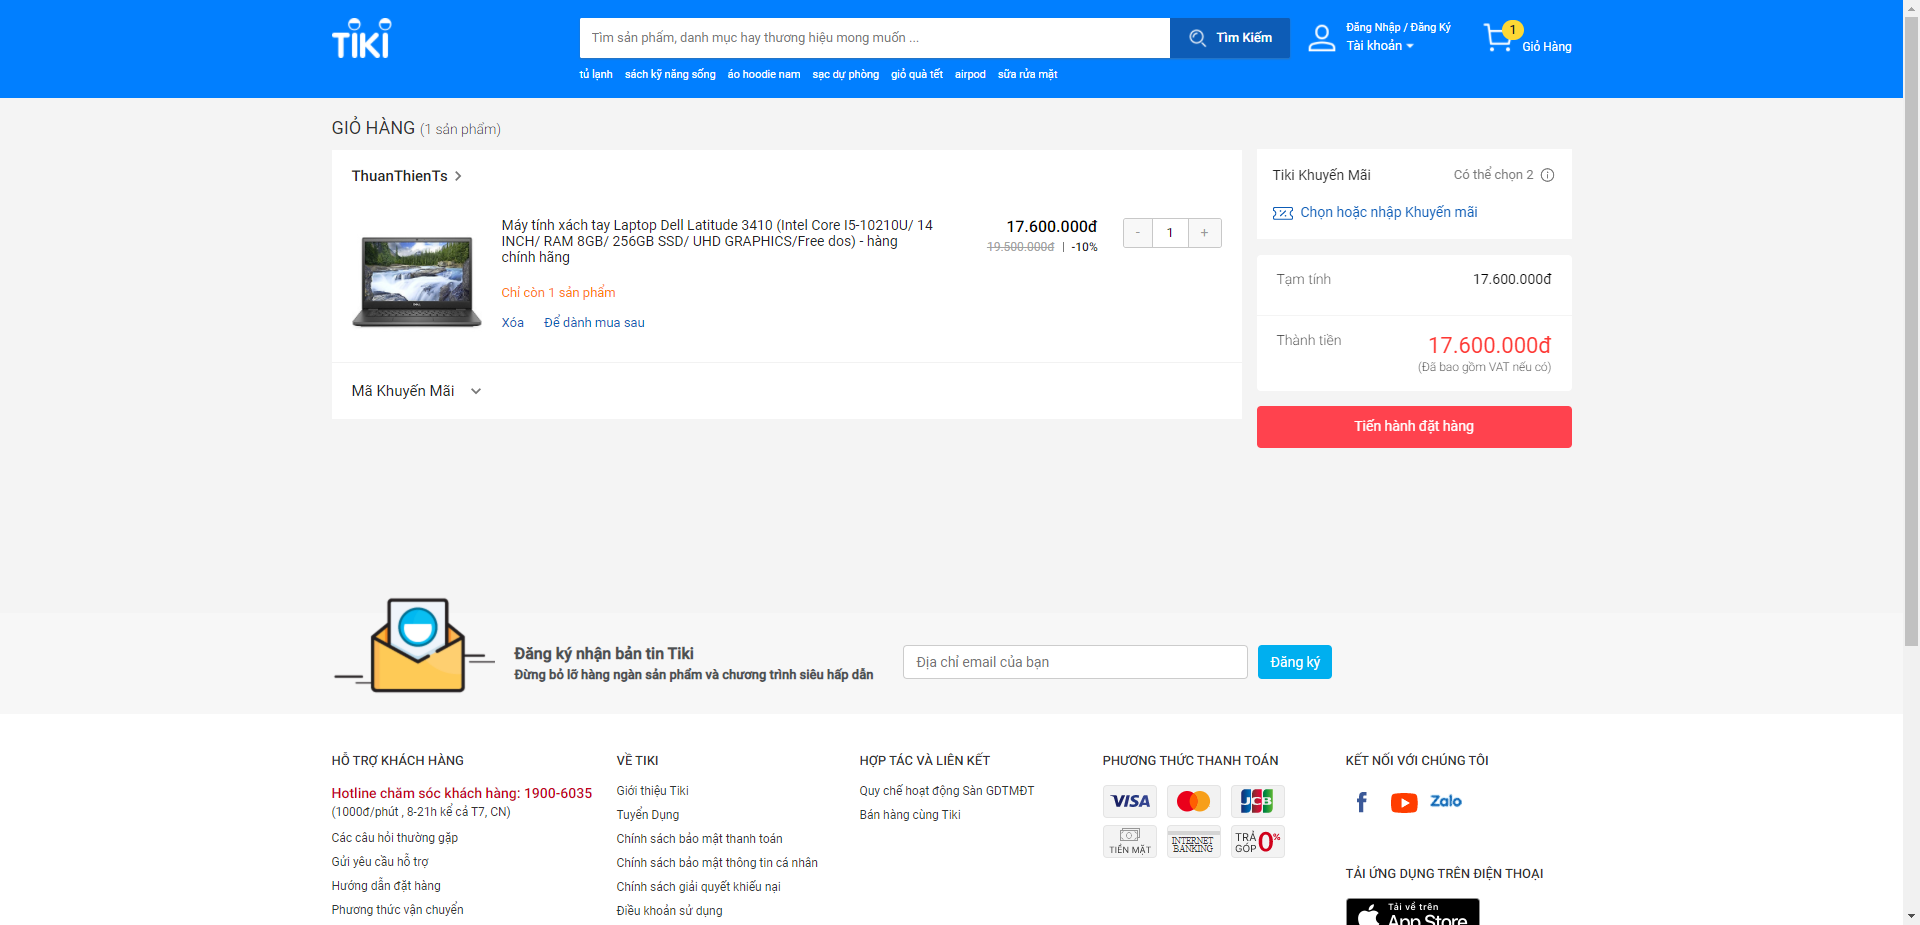 TIKI
Tìm sản phẩm, danh mục hay thương hiệu mong muốn ...
Tìm Kiếm
Đăng Nhập / Đăng Ký
Tài khoản
1
Giỏ Hàng
tủ lạnh sách kỹ năng sống áo hoodie nam sạc dự phòng giỏ quà tết airpod sữa rửa mặt
GIỎ HÀNG (1 sản phẩm)
ThuanThienTs
Máy tính xách tay Laptop Dell Latitude 3410 (Intel Core I5-10210U/ 14
INCH/ RAM 8GB/ 256GB SSD/ UHD GRAPHICS/Free dos) - hàng
chính hãng
17.600.000đ
19.500.000đ | -10%
- 1 +
Chỉ còn 1 sản phẩm
Xóa Để dành mua sau
Mã Khuyến Mãi
Tiki Khuyến Mãi
Có thể chọn 2
Chọn hoặc nhập Khuyến mãi
Tạm tính 17.600.000đ
Thành tiền 17.600.000đ
(Đã bao gồm VAT nếu có)
Tiến hành đặt hàng
Đăng ký nhận bản tin Tiki
Đừng bỏ lỡ hàng ngàn sản phẩm và chương trình siêu hấp dẫn
Địa chỉ email của bạn
Đăng ký
HỖ TRỢ KHÁCH HÀNG
Hotline chăm sóc khách hàng: 1900-6035
(1000đ/phút , 8-21h kể cả T7, CN)
Các câu hỏi thường gặp
Gửi yêu cầu hỗ trợ
Hướng dẫn đặt hàng
Phương thức vận chuyển
VỀ TIKI
Giới thiệu Tiki
Tuyển Dụng
Chính sách bảo mật thanh toán
Chính sách bảo mật thông tin cá nhân
Chính sách giải quyết khiếu nại
Điều khoản sử dụng
HỢP TÁC VÀ LIÊN KẾT
Quy chế hoạt động Sàn GDTMĐT
Bán hàng cùng Tiki
PHƯƠNG THỨC THANH TOÁN
VISA
JCB
TIỀN MẶT
INTERNET
BANKING
TRẢ
GÓP 0%
KẾT NỐI VỚI CHÚNG TÔI
Zalo
TẢI ỨNG DỤNG TRÊN ĐIỆN THOẠI
Tải về trên
App Store